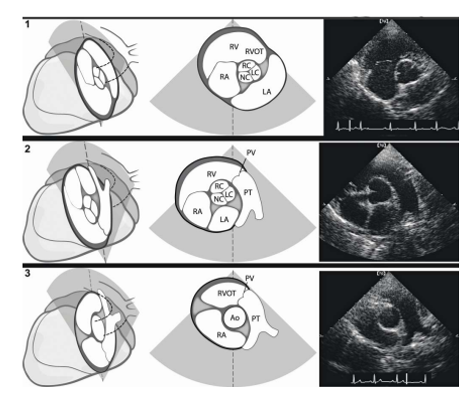 1
RV
RVOT
RC
LC
NC
RA
LA
2
PV
RV
RC
LC
PT
NC
RA
LA
3
PV
RVOT
Ao
PT
RA